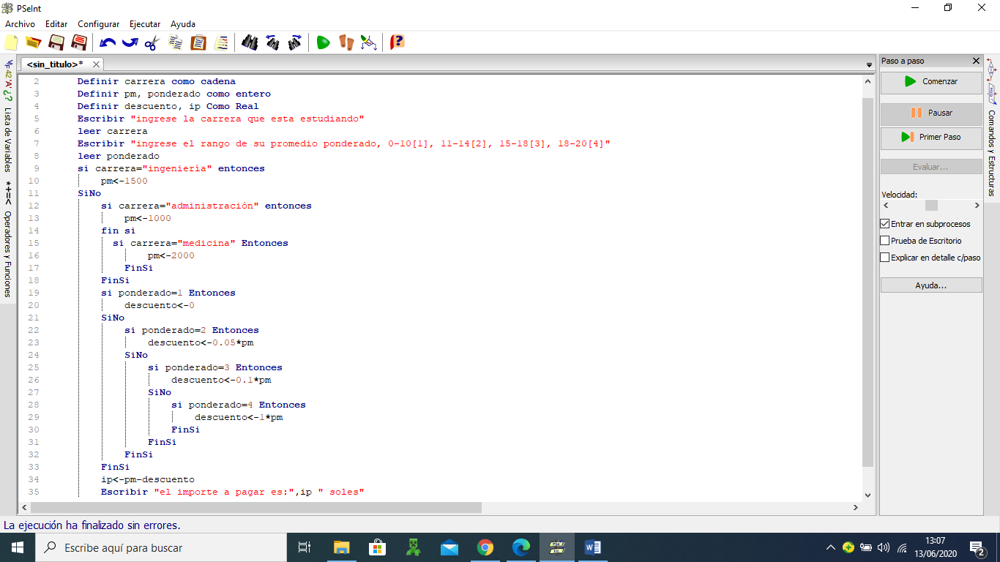 PSeInt
Archivo Editar Configurar Ejecutar Ayuda
<sin_titulo>*
2 Definir carrera como cadena
3 Definir pm, ponderado como entero
4 Definir descuento, ip Como Real
5 Escribir "ingrese la carrera que esta estudiando"
6 leer carrera
7 Escribir "ingrese el rango de su promedio ponderado, 0-10[1], 11-14[2], 15-18[3], 18-20[4]"
8 leer ponderado
9 si carrera="ingeniería" entonces
10 pm<-1500
11 SiNo
12 si carrera="administración" entonces
13 pm<-1000
14 fin si
15 si carrera="medicina" Entonces
16 pm<-2000
17 FinSi
18 FinSi
19 si ponderado=1 Entonces
20 descuento<-0
21 SiNo
22 si ponderado=2 Entonces
23 descuento<-0.05*pm
24 SiNo
25 si ponderado=3 Entonces
26 descuento<-0.1*pm
27 SiNo
28 si ponderado=4 Entonces
29 descuento<-1*pm
30 FinSi
31 FinSi
32 FinSi
33 FinSi
34 ip<-pm-descuento
35 Escribir "el importe a pagar es:",ip " soles"
42 'A' ¿? Lista de Variables
*+=< Operadores y Funciones
Paso a paso
Comenzar
Pausar
Primer Paso
Evaluar...
Velocidad:
Entrar en subprocesos
Prueba de Escritorio
Explicar en detalle c/paso
Ayuda...
Comandos y Estructuras
La ejecución ha finalizado sin errores.
Escribe aquí para buscar
13:07
13/06/2020
2